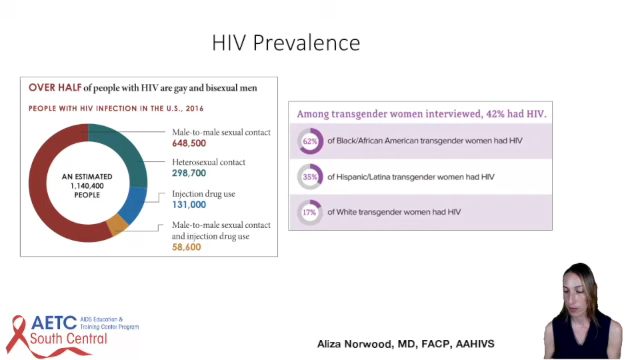 HIV Prevalence
OVER HALF of people with HIV are gay and bisexual men
PEOPLE WITH HIV INFECTION IN THE U.S., 2016
AN ESTIMATED
1,140,400
PEOPLE
Male-to-male sexual contact
648,500
Heterosexual contact
298,700
Injection drug use
131,000
Male-to-male sexual contact
and injection drug use
58,600
Among transgender women interviewed, 42% had HIV.
62% of Black/African American transgender women had HIV
35% of Hispanic/Latina transgender women had HIV
17% of White transgender women had HIV
AETC AIDS Education &
Training Center Program
South Central
Aliza Norwood, MD, FACP, AAHIVS